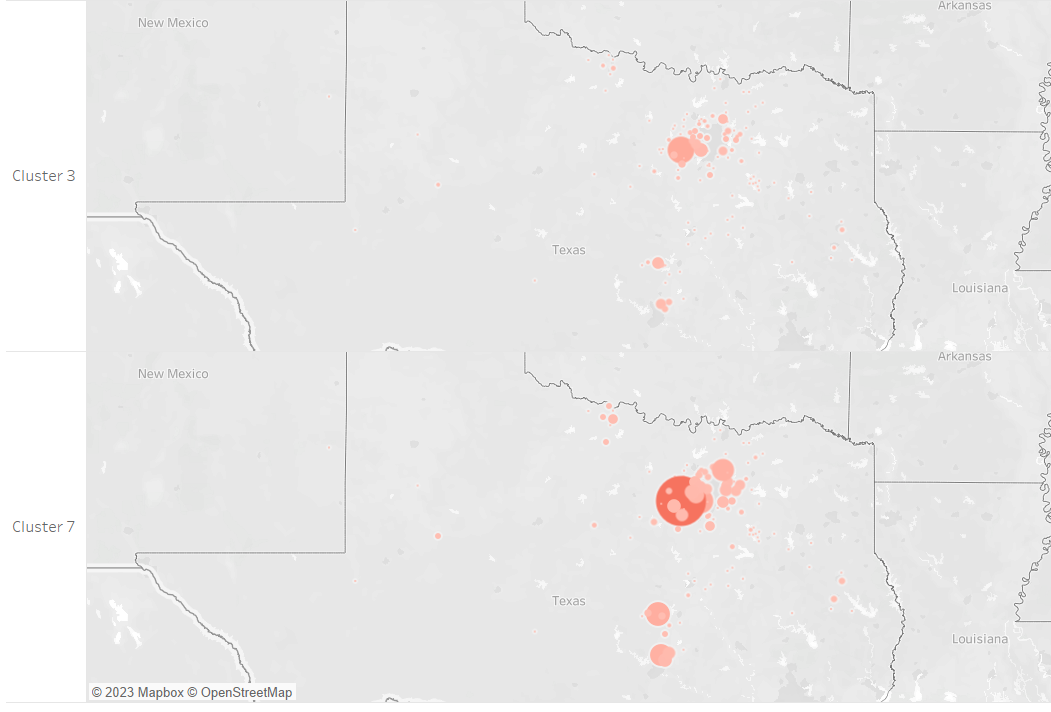 New Mexico
Arkansas
Cluster 3
Texas
Louisiana
Arkansas
New Mexico
Cluster 7
Texas
Louisiana
© 2023 Mapbox © OpenStreetMap